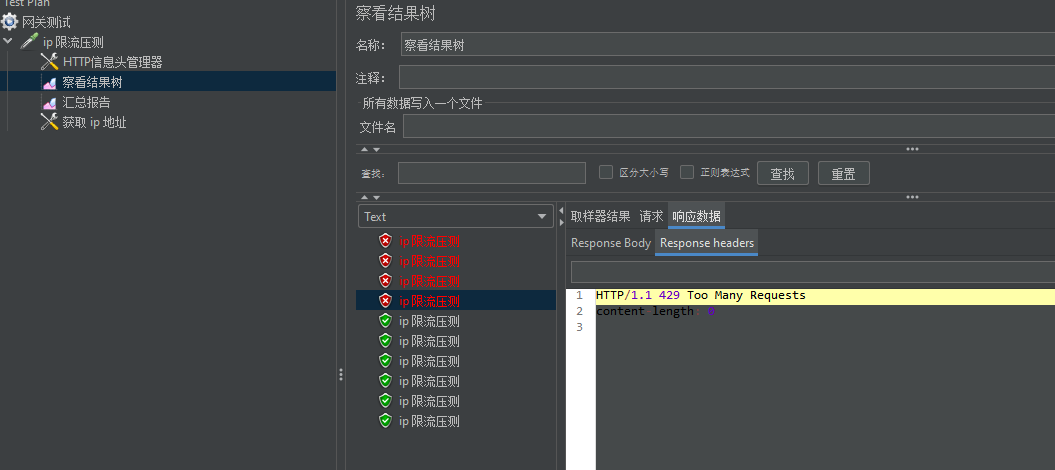 Test Plan
网关测试
ip 限流压测
HTTP信息头管理器
察看结果树
汇总报告
获取 ip 地址
察看结果树
名称： 察看结果树
注释：
所有数据写入一个文件
文件名
查找： 区分大小写 正则表达式 查找 重置
Text
ip 限流压测
ip 限流压测
ip 限流压测
ip 限流压测
ip 限流压测
ip 限流压测
ip 限流压测
ip 限流压测
ip 限流压测
ip 限流压测
取样器结果 请求 响应数据
Response Body Response headers
1 HTTP/1.1 429 Too Many Requests
2 content length 0
3